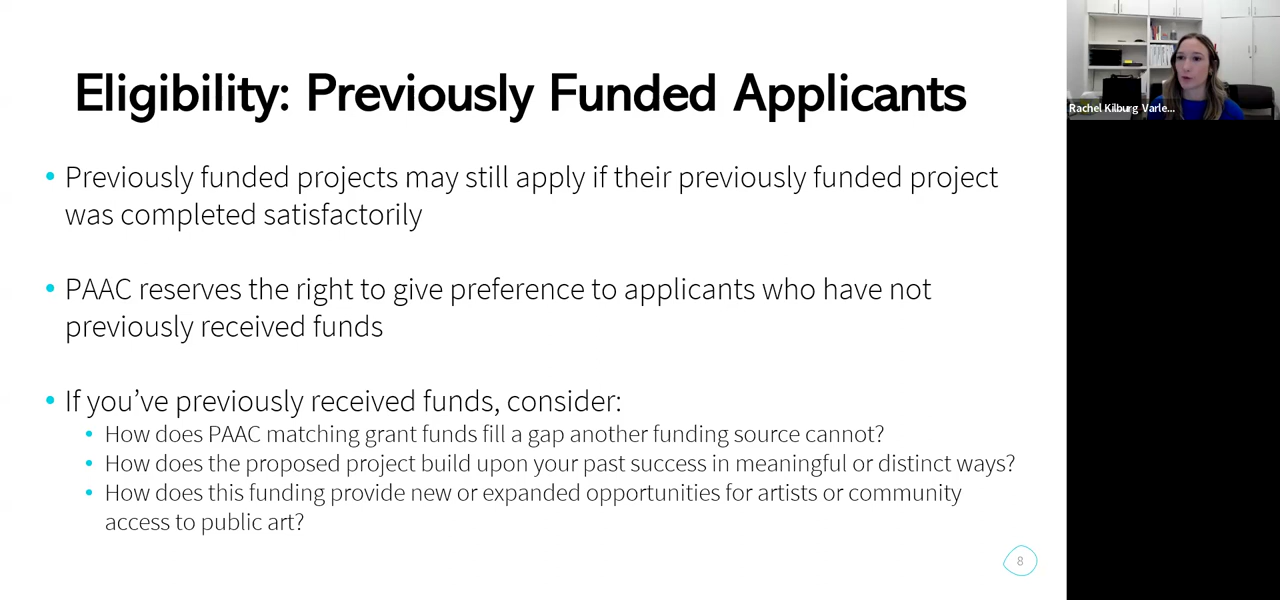 Eligibility: Previously Funded Applicants
Rachel Kilburg Varle...
• Previously funded projects may still apply if their previously funded project
was completed satisfactorily
• PAAC reserves the right to give preference to applicants who have not
previously received funds
• If you’ve previously received funds, consider:
• How does PAAC matching grant funds fill a gap another funding source cannot?
• How does the proposed project build upon your past success in meaningful or distinct ways?
• How does this funding provide new or expanded opportunities for artists or community
access to public art?
8